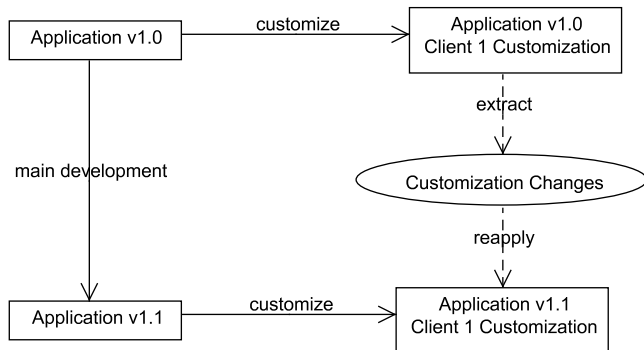 Application v1.0
customize
Application v1.0
Client 1 Customization
extract
main development
Customization Changes
reapply
Application v1.1
customize
Application v1.1
Client 1 Customization